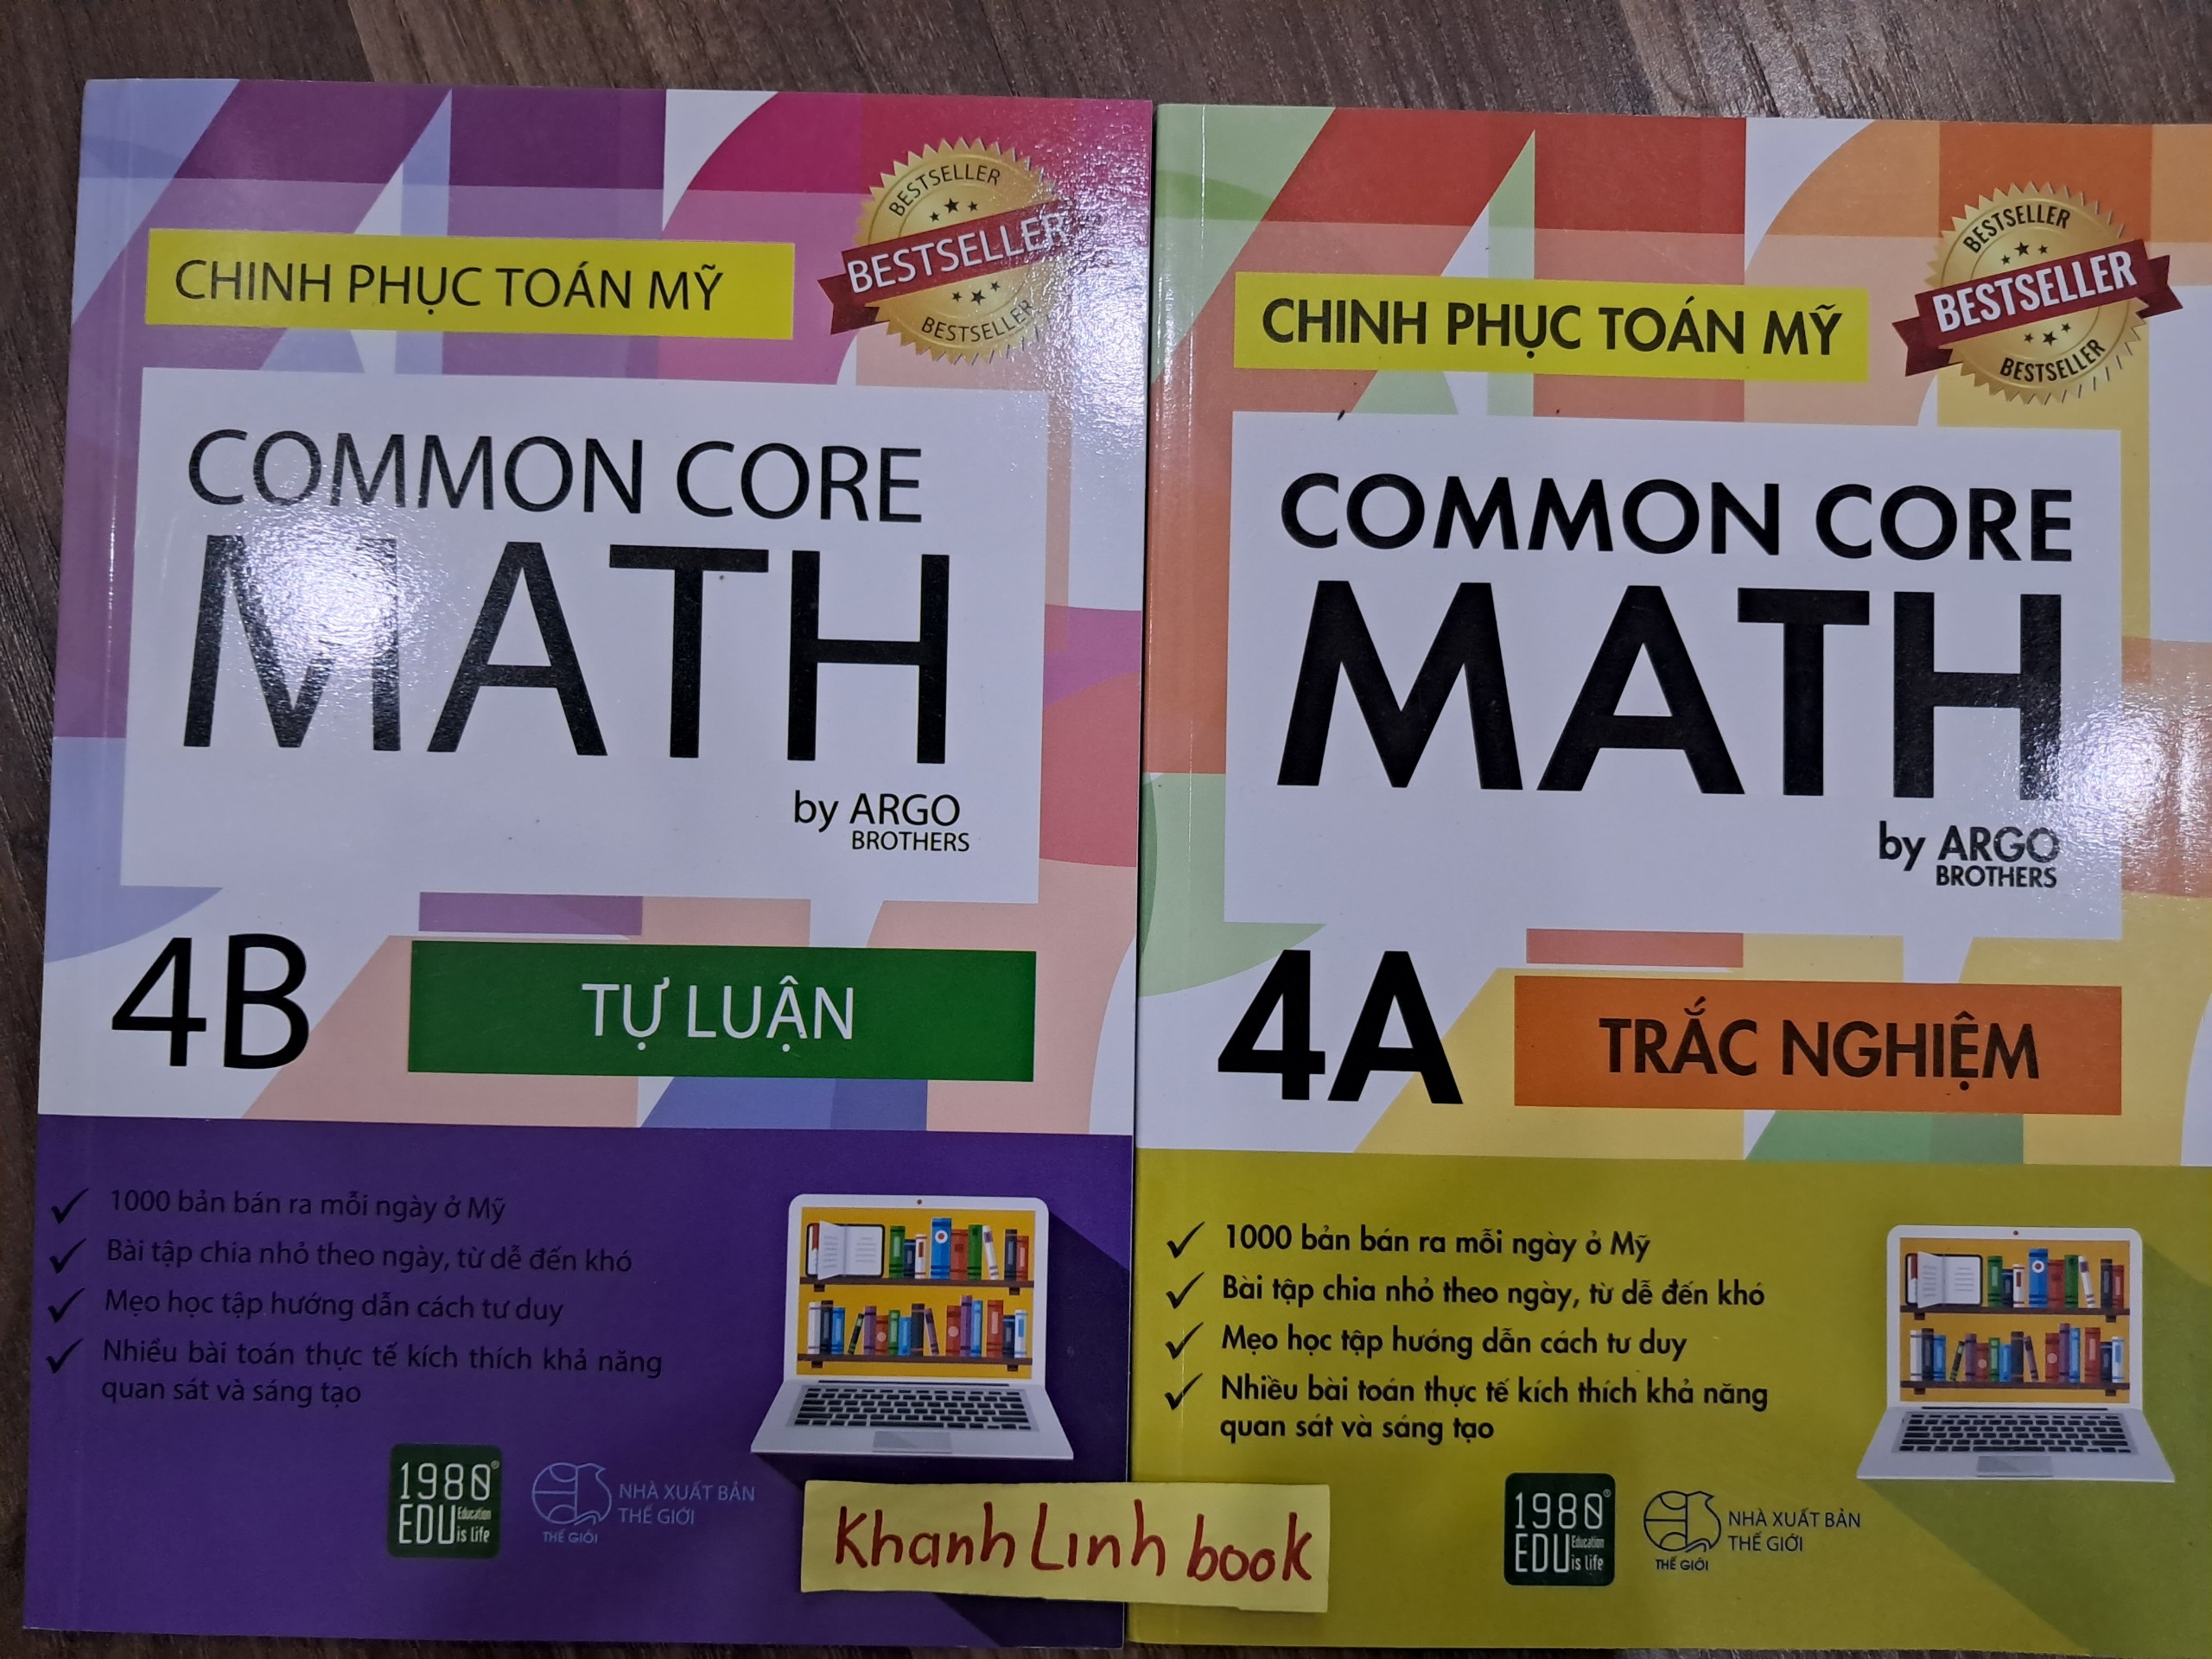 CHINH PHỤC TOÁN MỸ
BESTSELLER
BESTSELLER
BESTSELLER
COMMON CORE
MATH
by ARGO
BROTHERS
4B
TỰ LUẬN
1000 bản bán ra mỗi ngày ở Mỹ
Bài tập chia nhỏ theo ngày, từ dễ đến khó
Mẹo học tập hướng dẫn cách tư duy
Nhiều bài toán thực tế kích thích khả năng
quan sát và sáng tạo
1980®
EDU Education
is life
THẾ GIỚI
NHÀ XUẤT BẢN
THẾ GIỚI
CHINH PHỤC TOÁN MỸ
BESTSELLER
BESTSELLER
BESTSELLER
COMMON CORE
MATH
by ARGO
BROTHERS
4A
TRẮC NGHIỆM
1000 bản bán ra mỗi ngày ở Mỹ
Bài tập chia nhỏ theo ngày, từ dễ đến khó
Mẹo học tập hướng dẫn cách tư duy
Nhiều bài toán thực tế kích thích khả năng
quan sát và sáng tạo
1980®
EDU Education
is life
THẾ GIỚI
NHÀ XUẤT BẢN
THẾ GIỚI
Khanh Linh book